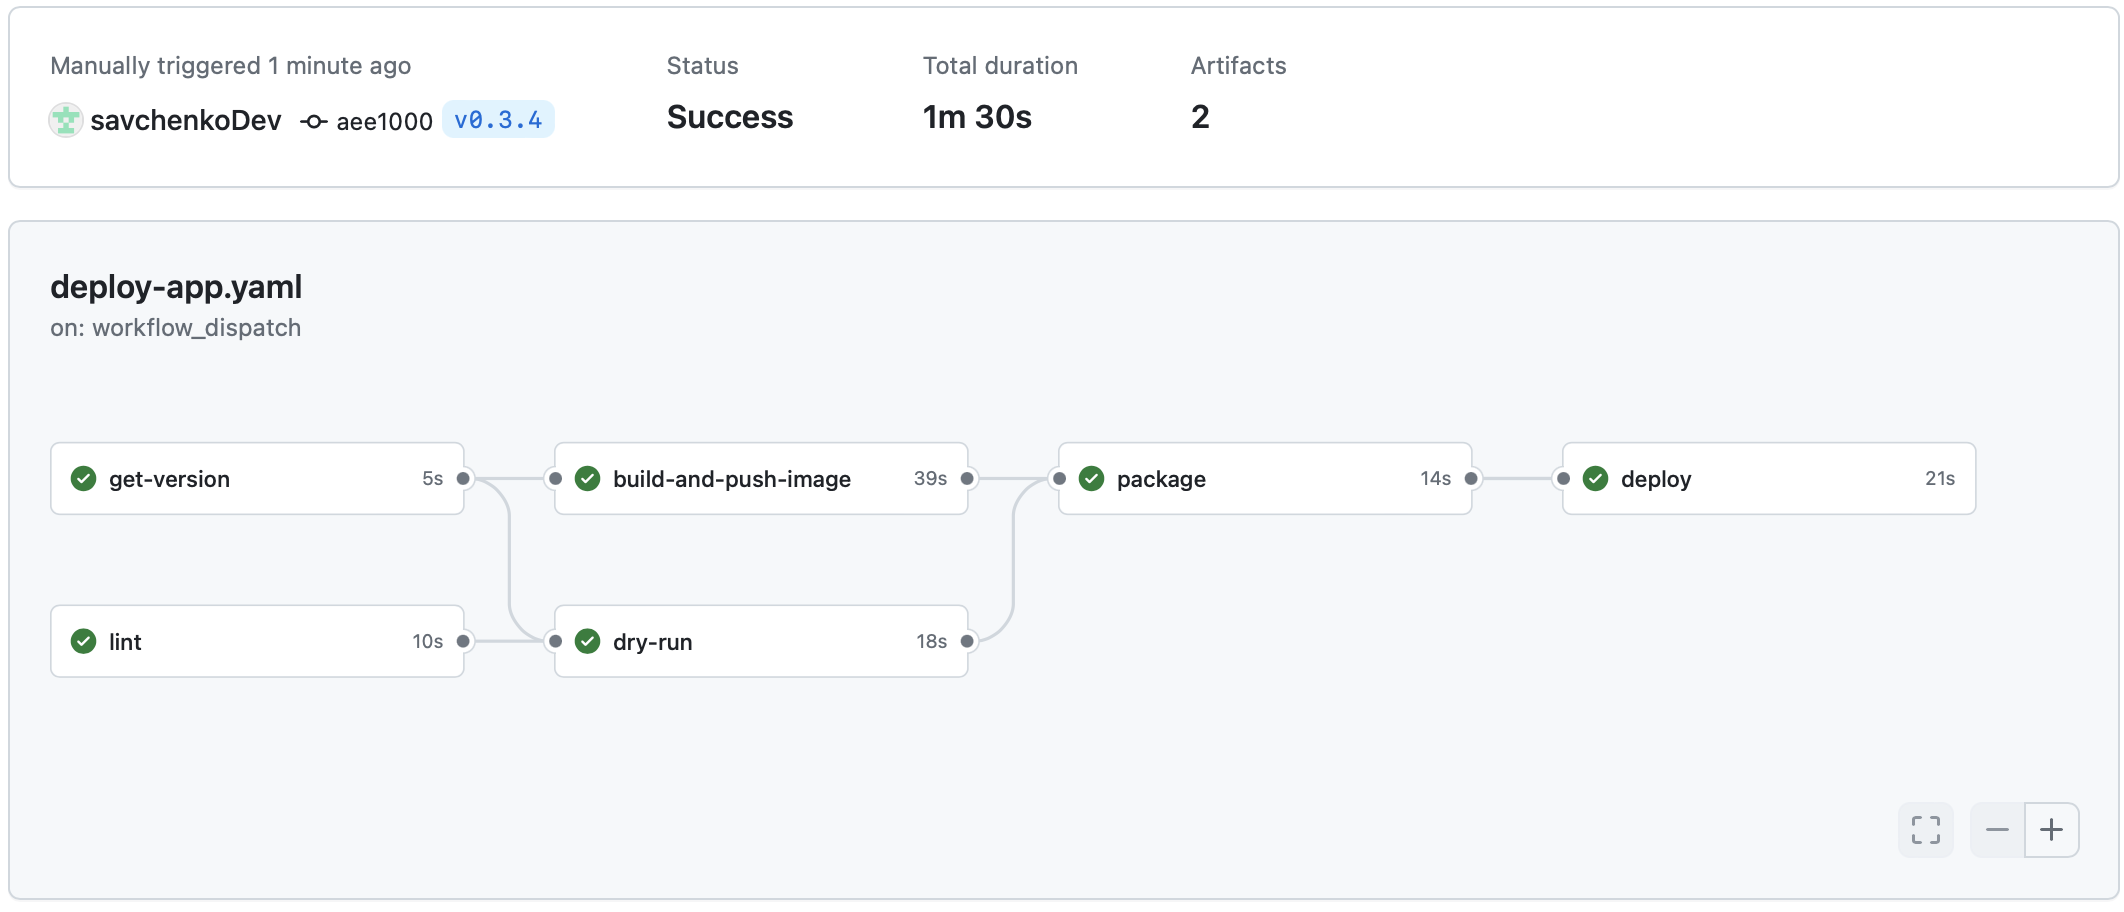 Manually triggered 1 minute ago
savchenkoDev aee1000 v0.3.4
Status
Success
Total duration
1m 30s
Artifacts
2
deploy-app.yaml
on: workflow_dispatch
get-version 5s
build-and-push-image 39s
package 14s
deploy 21s
lint 10s
dry-run 18s